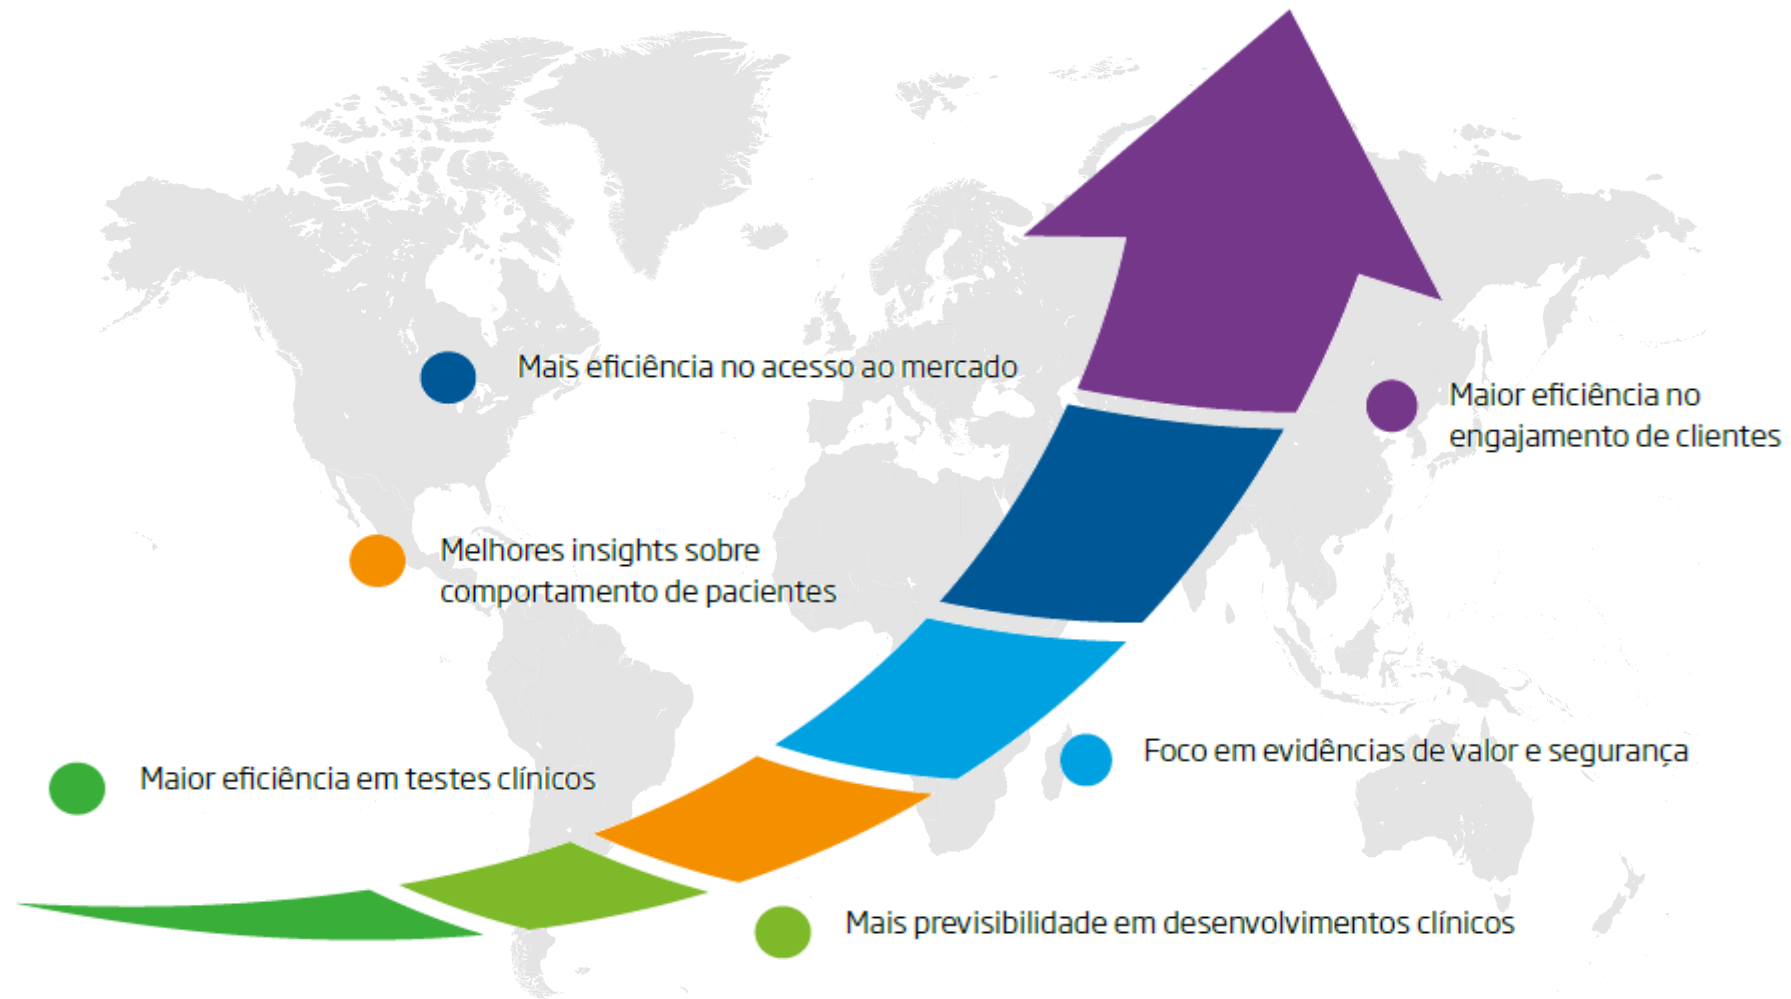 Mais eficiência no acesso ao mercado
Maior eficiência no
engajamento de clientes
Melhores insights sobre
comportamento de pacientes
Foco em evidências de valor e segurança
Maior eficiência em testes clínicos
Mais previsibilidade em desenvolvimentos clínicos